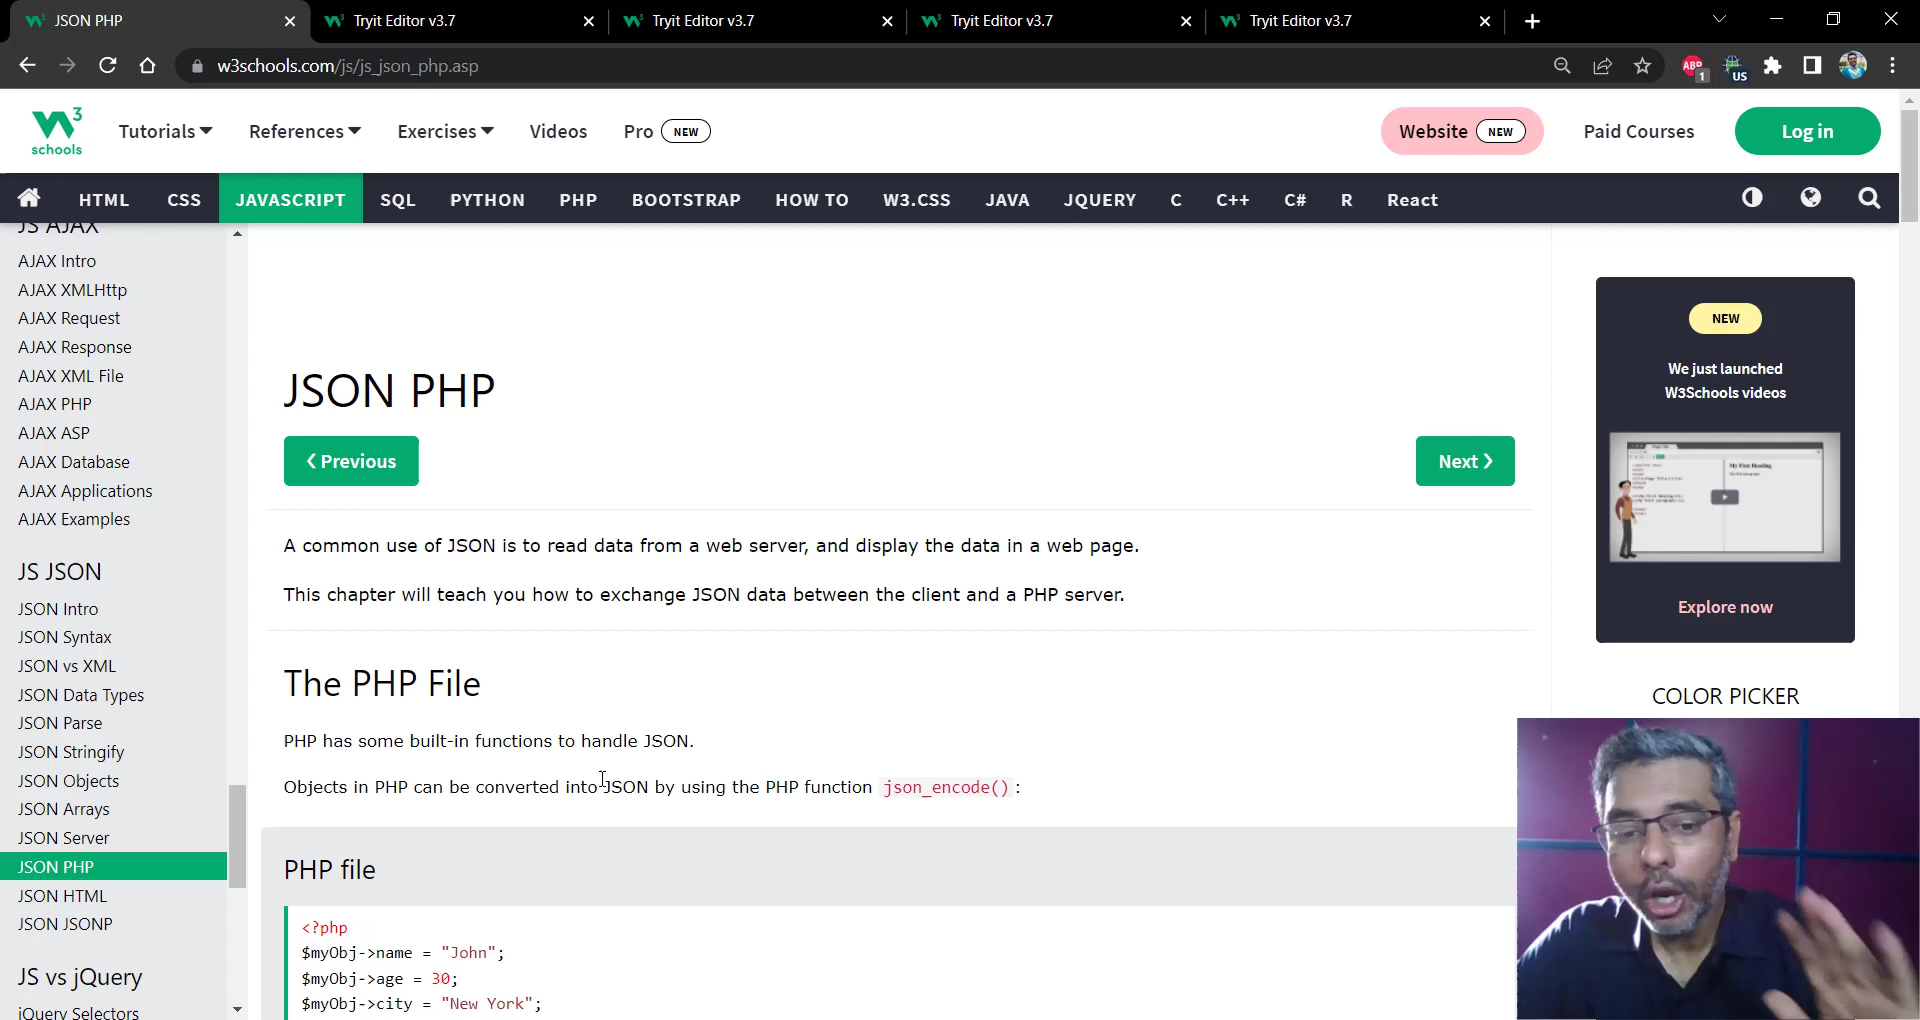 JSON PHP
Tryit Editor v3.7
Tryit Editor v3.7
Tryit Editor v3.7
Tryit Editor v3.7
w3schools.com/js/js_json_php.asp
ABP
1
US
W3
schools
Tutorials
References
Exercises
Videos
Pro NEW
Website NEW
Paid Courses
Log in
HTML
CSS
JAVASCRIPT
SQL
PYTHON
PHP
BOOTSTRAP
HOW TO
W3.CSS
JAVA
JQUERY
C
C++
C#
R
React
JS AJAX
AJAX Intro
AJAX XMLHttp
AJAX Request
AJAX Response
AJAX XML File
AJAX PHP
AJAX ASP
AJAX Database
AJAX Applications
AJAX Examples
JS JSON
JSON Intro
JSON Syntax
JSON vs XML
JSON Data Types
JSON Parse
JSON Stringify
JSON Objects
JSON Arrays
JSON Server
JSON PHP
JSON HTML
JSON JSONP
JS vs jQuery
jQuery Selectors
JSON PHP
❮ Previous
Next ❯
A common use of JSON is to read data from a web server, and display the data in a web page.
This chapter will teach you how to exchange JSON data between the client and a PHP server.
The PHP File
PHP has some built-in functions to handle JSON.
Objects in PHP can be converted into JSON by using the PHP function json_encode():
PHP file
<?php
$myObj->name = "John";
$myObj->age = 30;
$myObj->city = "New York";
NEW
We just launched
W3Schools videos
My First Heading
Explore now
COLOR PICKER